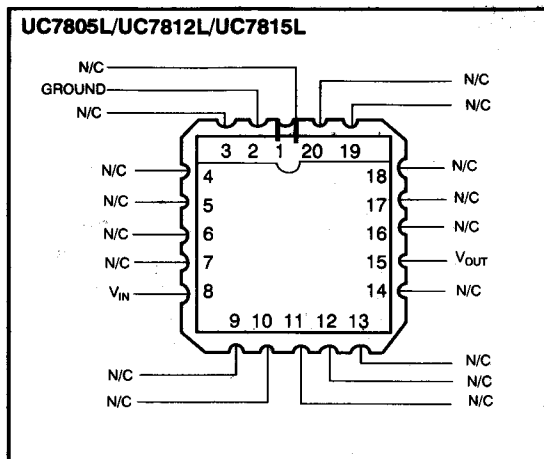 UC7805L/UC7812L/UC7815L
N/C
GROUND
N/C
N/C
N/C
3 2 1 20 19
N/C 4 18 N/C
N/C 5 17 N/C
N/C 6 16 N/C
N/C 7 15 VOUT
VIN 8 14 N/C
9 10 11 12 13
N/C
N/C
N/C
N/C
N/C